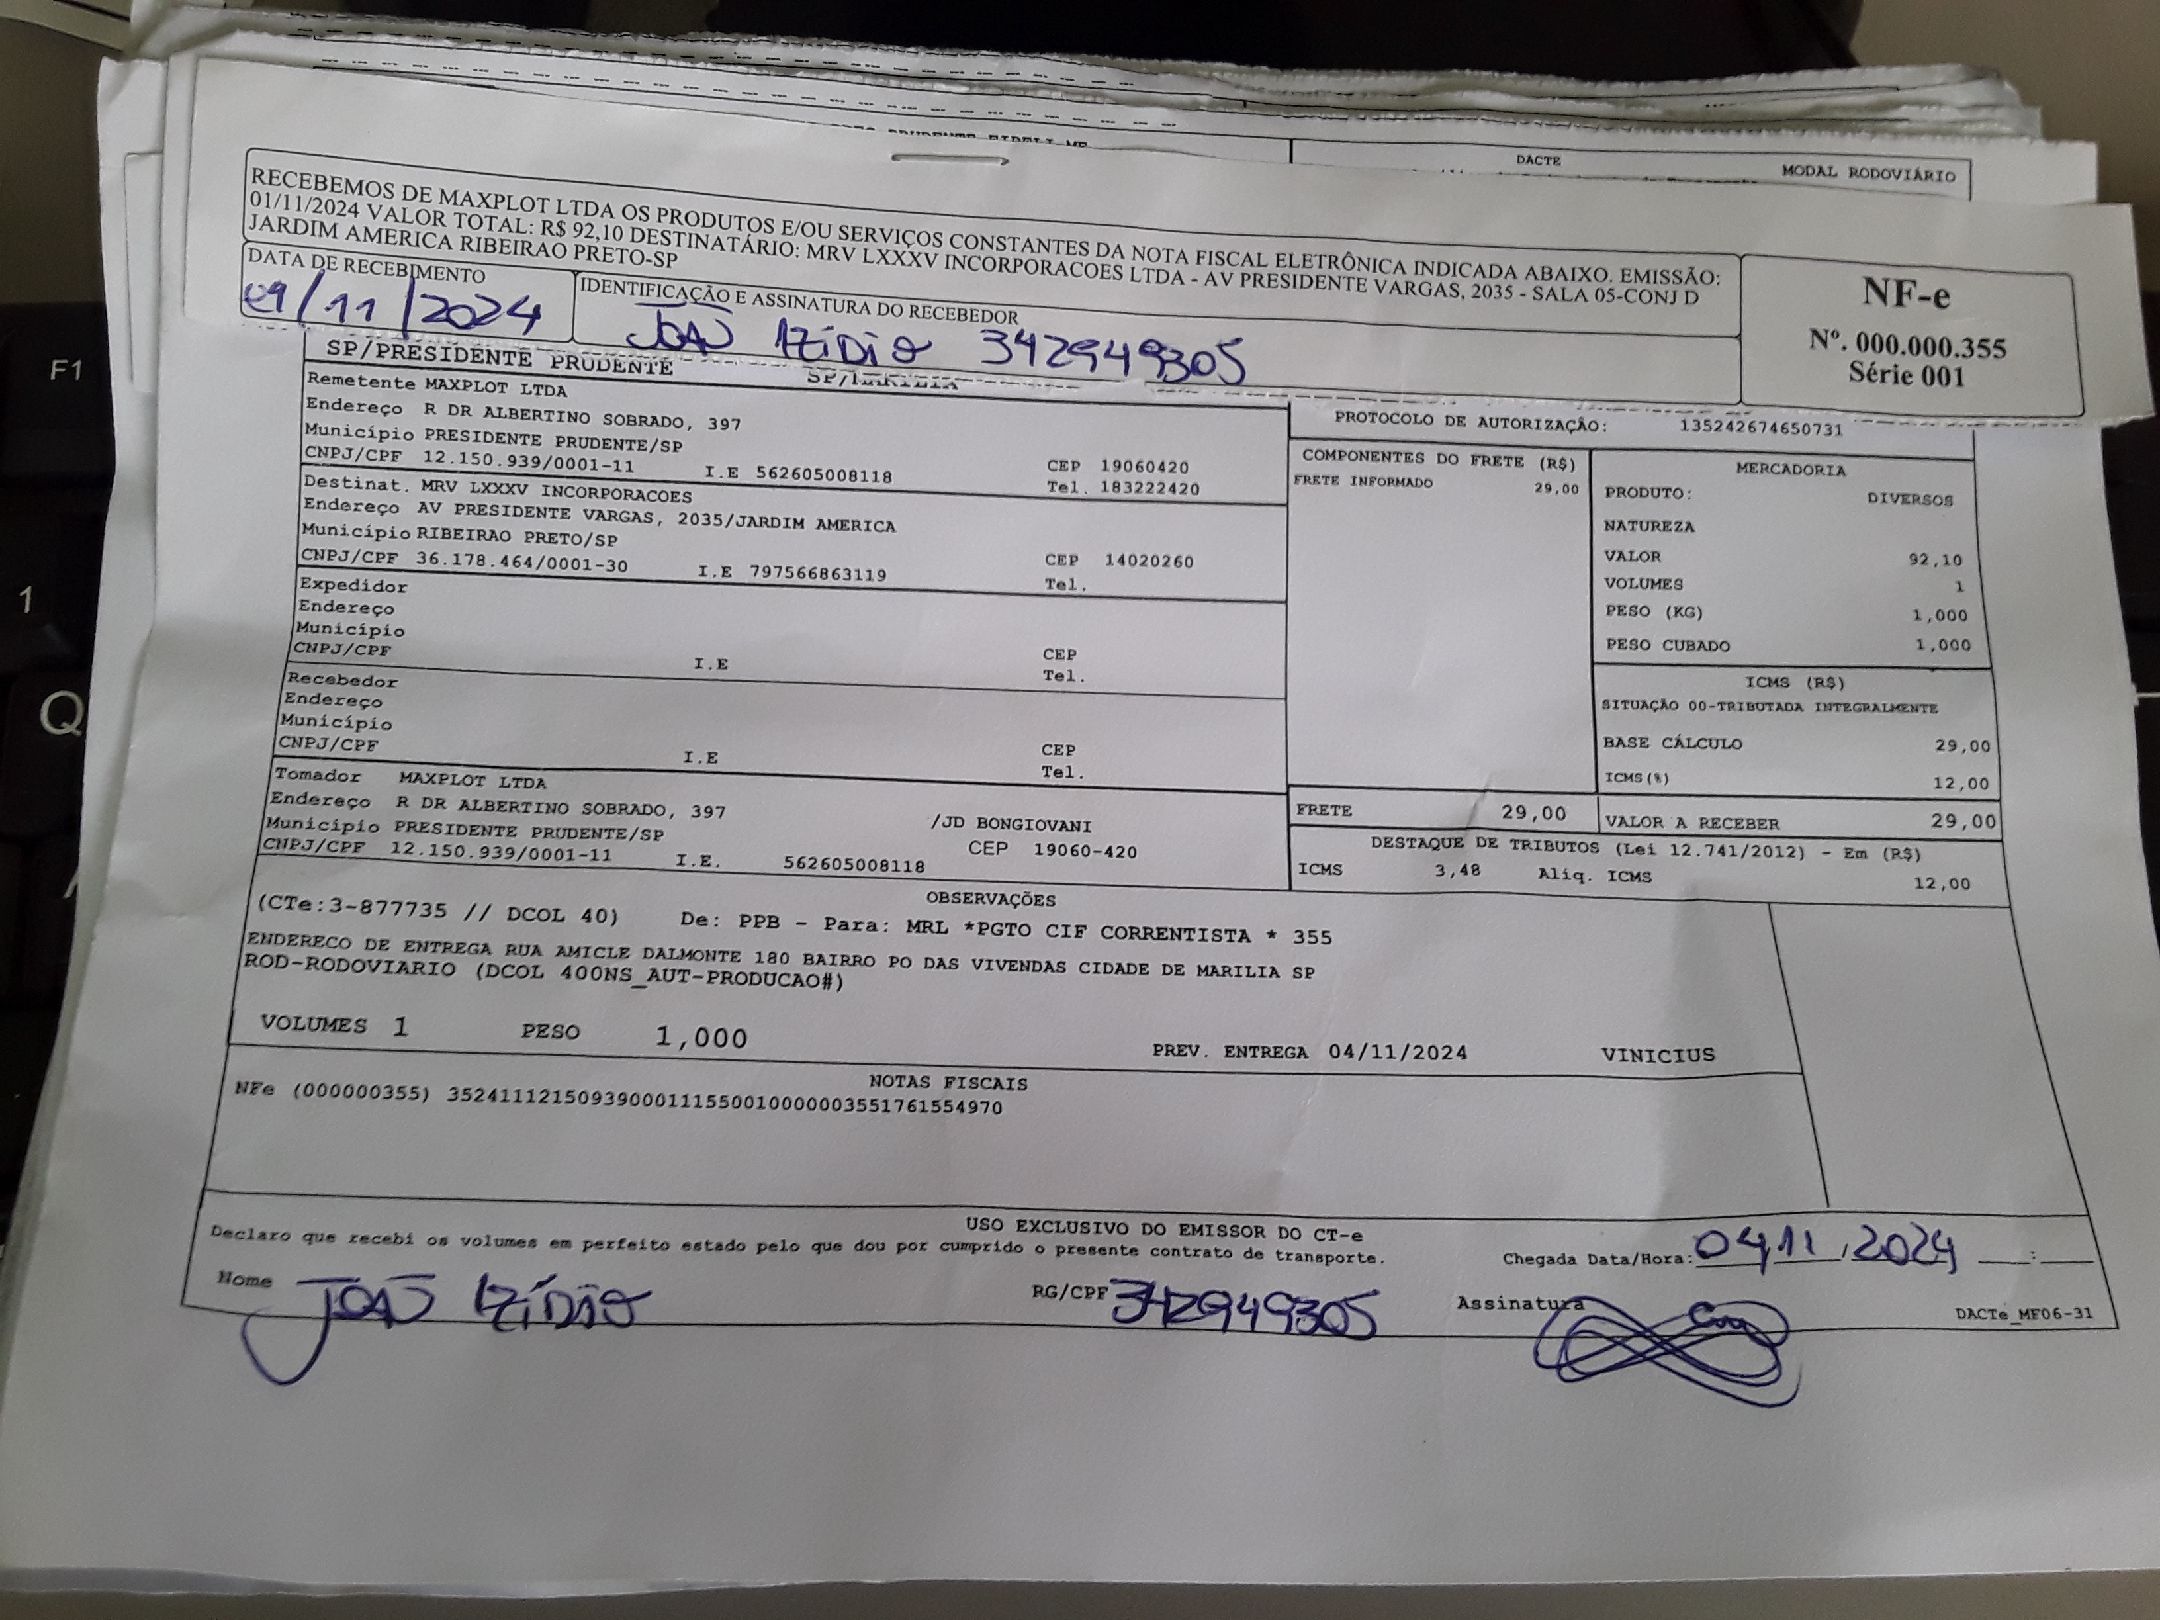 DACTE
MODAL RODOVIÁRIO
RECEBEMOS DE MAXPLOT LTDA OS PRODUTOS E/OU SERVIÇOS CONSTANTES DA NOTA FISCAL ELETRÔNICA INDICADA ABAIXO. EMISSÃO:
01/11/2024 VALOR TOTAL: R$ 92,10 DESTINATÁRIO: MRV LXXXV INCORPORACOES LTDA - AV PRESIDENTE VARGAS, 2035 - SALA 05-CONJ D
JARDIM AMERICA RIBEIRAO PRETO-SP
NF-e
Nº. 000.000.355
Série 001
DATA DE RECEBIMENTO
/11/2024
IDENTIFICAÇÃO E ASSINATURA DO RECEBEDOR
JOAO IZÍDIO 342949305
SP/PRESIDENTE PRUDENTE SP/MARILIA
Remetente MAXPLOT LTDA
Endereço R DR ALBERTINO SOBRADO, 397
Município PRESIDENTE PRUDENTE/SP
CNPJ/CPF 12.150.939/0001-11 I.E 562605008118
CEP 19060420
Tel. 183222420
Destinat. MRV LXXXV INCORPORACOES
Endereço AV PRESIDENTE VARGAS, 2035/JARDIM AMERICA
Município RIBEIRAO PRETO/SP
CNPJ/CPF 36.178.464/0001-30 I.E 797566863119
CEP 14020260
Tel.
Expedidor
Endereço
Município
CNPJ/CPF I.E
CEP
Tel.
Recebedor
Endereço
Município
CNPJ/CPF I.E
CEP
Tel.
Tomador MAXPLOT LTDA
Endereço R DR ALBERTINO SOBRADO, 397 /JD BONGIOVANI
Município PRESIDENTE PRUDENTE/SP CEP 19060-420
CNPJ/CPF 12.150.939/0001-11 I.E. 562605008118
PROTOCOLO DE AUTORIZAÇÃO: 135242674650731
COMPONENTES DO FRETE (R$)
FRETE INFORMADO 29,00
MERCADORIA
PRODUTO: DIVERSOS
NATUREZA
VALOR 92,10
VOLUMES 1
PESO (KG) 1,000
PESO CUBADO 1,000
ICMS (R$)
SITUAÇÃO 00-TRIBUTADA INTEGRALMENTE
BASE CÁLCULO 29,00
ICMS(%) 12,00
FRETE 29,00
VALOR A RECEBER 29,00
DESTAQUE DE TRIBUTOS (Lei 12.741/2012) - Em (R$)
ICMS 3,48 Aliq. ICMS 12,00
OBSERVAÇÕES
(CTe:3-877735 // DCOL 40) De: PPB - Para: MRL *PGTO CIF CORRENTISTA * 355
ENDERECO DE ENTREGA RUA AMICLE DALMONTE 180 BAIRRO PO DAS VIVENDAS CIDADE DE MARILIA SP
ROD-RODOVIARIO (DCOL 400NS_AUT-PRODUCAO#)
VOLUMES 1 PESO 1,000
PREV. ENTREGA 04/11/2024 VINICIUS
NOTAS FISCAIS
NFe (000000355) 35241112150939000111550010000003551761554970
USO EXCLUSIVO DO EMISSOR DO CT-e
Declaro que recebi os volumes em perfeito estado pelo que dou por cumprido o presente contrato de transporte.
Chegada Data/Hora: 04/11/2024 __:__
Nome JOAO IZÍDIO
RG/CPF 342949305
Assinatura
DACTe_MF06-31
F1
1
Q